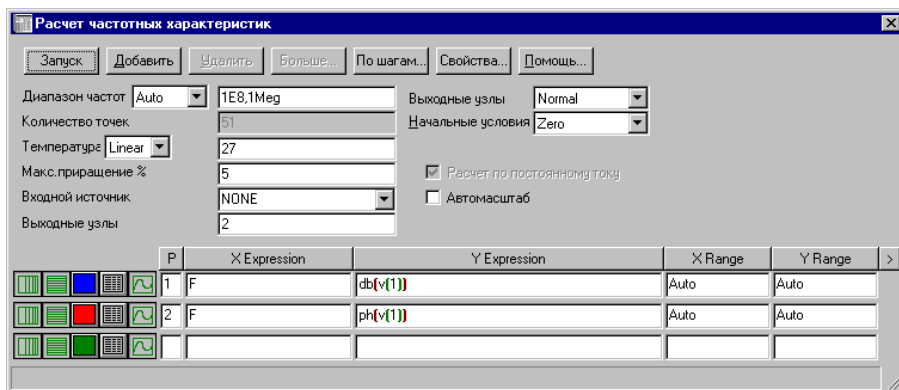 Расчет частотных характеристик
Запуск Добавить Удалить Больше... По шагам... Свойства... Помощь...
Диапазон частот Auto 1E8,1Meg Выходные узлы Normal
Количество точек 51 Начальные условия Zero
Температура Linear 27
Макс.приращение % 5 Расчет по постоянному току
Входной источник NONE Автомасштаб
Выходные узлы 2
P X Expression Y Expression X Range Y Range >
1 F db(v(1)) Auto Auto
2 F ph(v(1)) Auto Auto